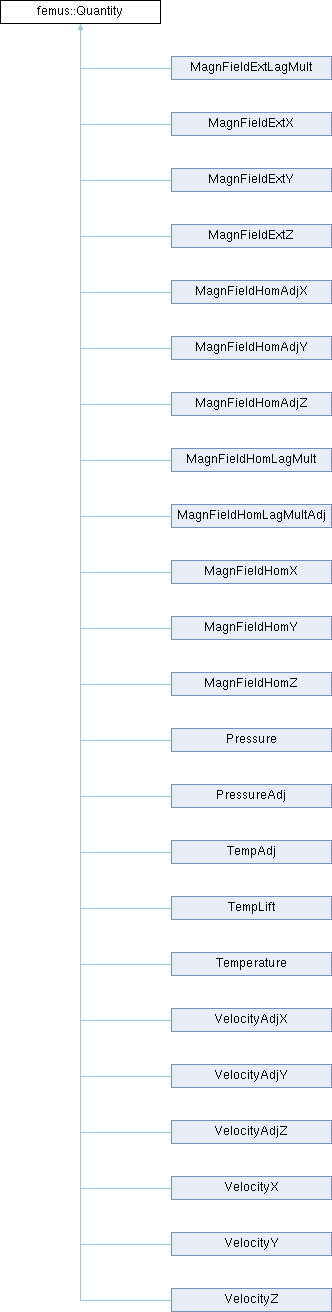 femus::Quantity
MagnFieldExtLagMult
MagnFieldExtX
MagnFieldExtY
MagnFieldExtZ
MagnFieldHomAdjX
MagnFieldHomAdjY
MagnFieldHomAdjZ
MagnFieldHomLagMult
MagnFieldHomLagMultAdj
MagnFieldHomX
MagnFieldHomY
MagnFieldHomZ
Pressure
PressureAdj
TempAdj
TempLift
Temperature
VelocityAdjX
VelocityAdjY
VelocityAdjZ
VelocityX
VelocityY
VelocityZ